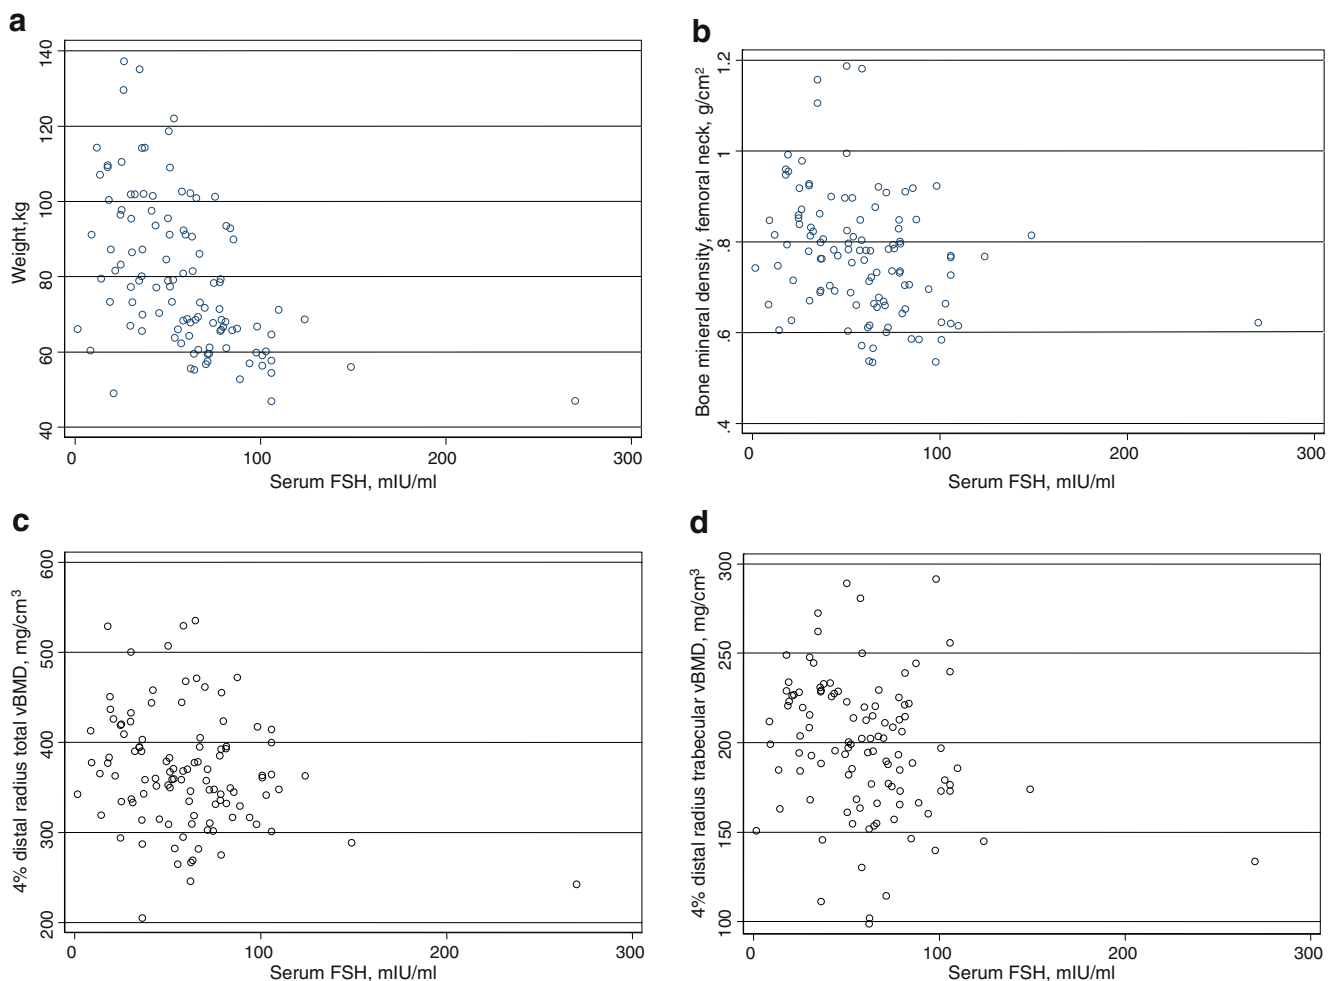 a
Weight,kg
140
120
100
80
60
40
0 100 200 300
Serum FSH, mIU/ml
b
Bone mineral density, femoral neck, g/cm²
1.2
1
.8
.6
.4
0 100 200 300
Serum FSH, mIU/ml
c
4% distal radius total vBMD, mg/cm³
600
500
400
300
200
0 100 200 300
Serum FSH, mIU/ml
d
4% distal radius trabecular vBMD, mg/cm³
300
250
200
150
100
0 100 200 300
Serum FSH, mIU/ml